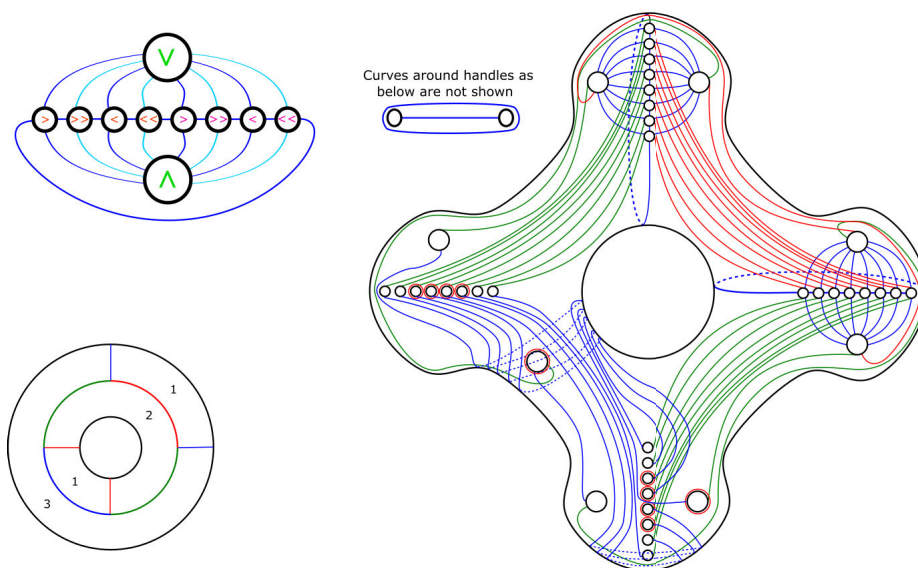 V
> >> < << > >> < <<
Λ
Curves around handles as
below are not shown
1
2
1
3